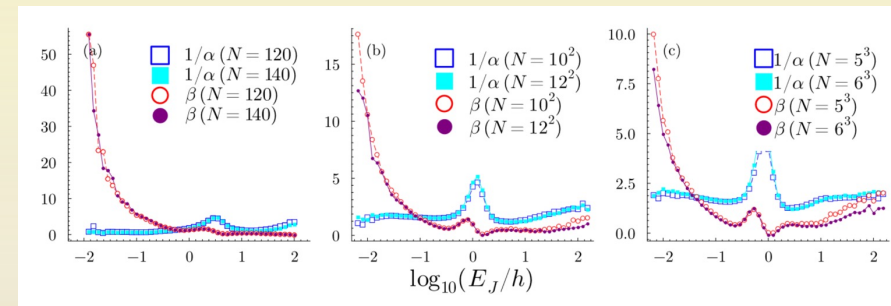 (a)
50
40
30
20
10
0
1/α (N = 120)
1/α (N = 140)
β (N = 120)
β (N = 140)
−2 −1 0 1 2
(b)
15
10
5
0
1/α (N = 10²)
1/α (N = 12²)
β (N = 10²)
β (N = 12²)
−2 −1 0 1 2
(c)
10.0
7.5
5.0
2.5
0.0
1/α (N = 5³)
1/α (N = 6³)
β (N = 5³)
β (N = 6³)
−2 −1 0 1 2
log₁₀(E_J/h)